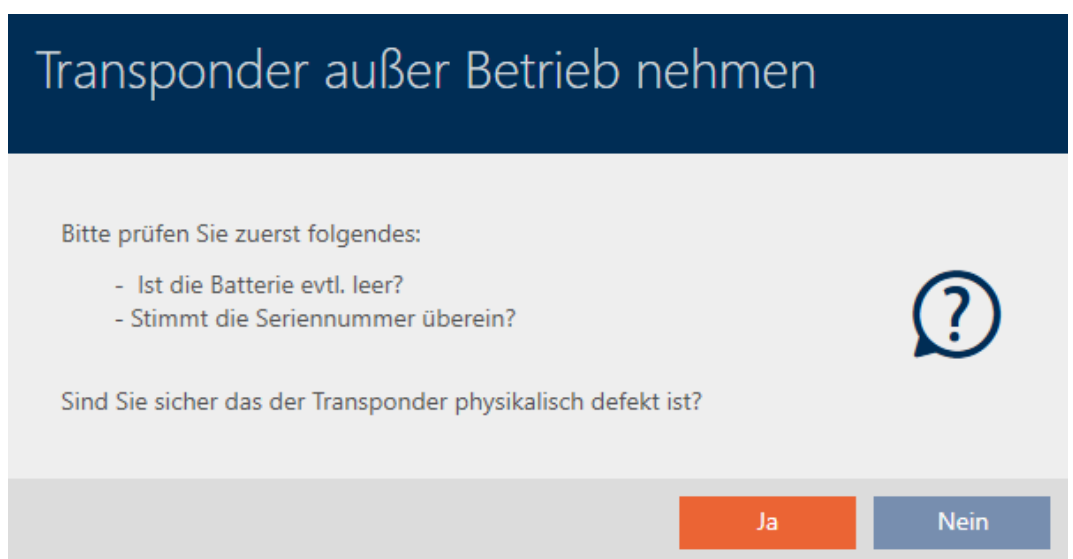 Transponder außer Betrieb nehmen
Bitte prüfen Sie zuerst folgendes:
- Ist die Batterie evtl. leer?
- Stimmt die Seriennummer überein?
Sind Sie sicher das der Transponder physikalisch defekt ist?
?
Ja
Nein